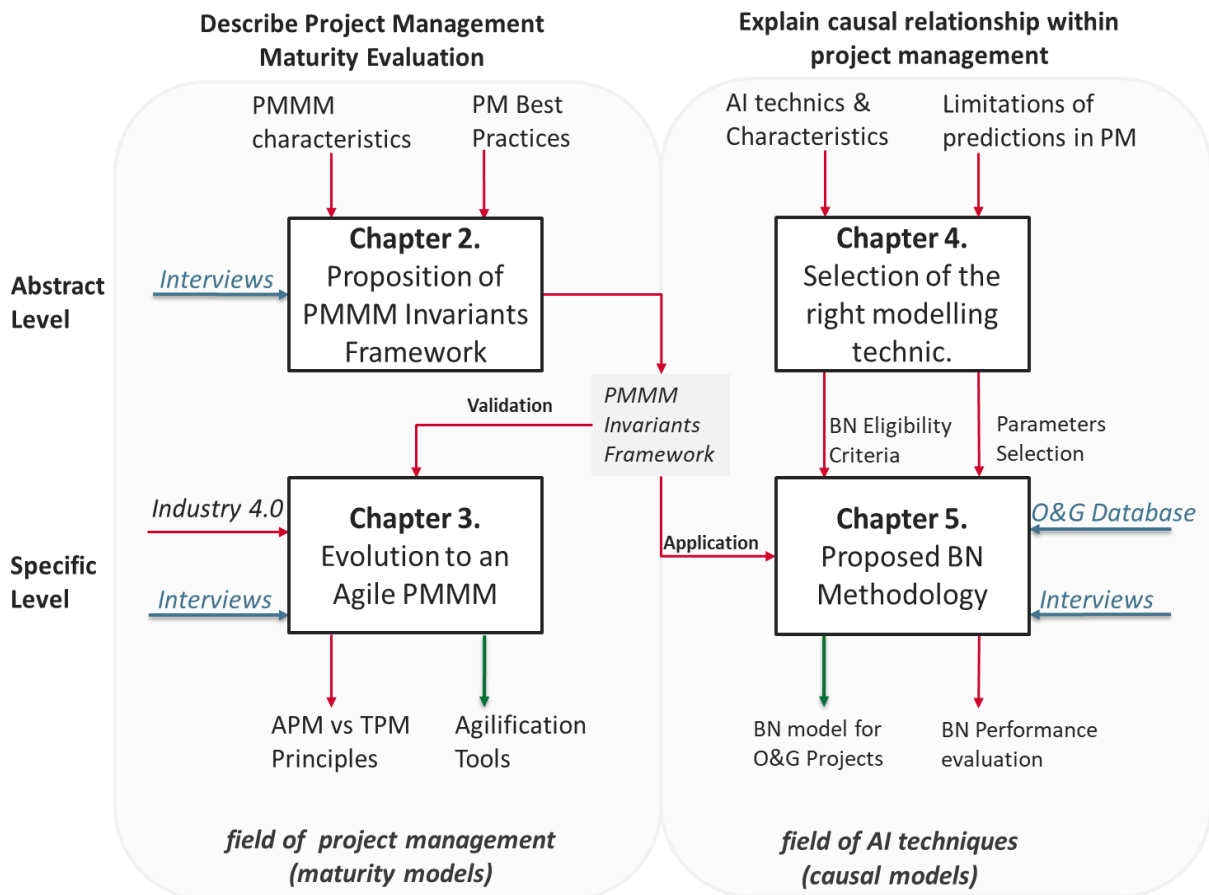 Describe Project Management
Maturity Evaluation
Explain causal relationship within
project management
PMMM
characteristics
PM Best
Practices
AI technics &
Characteristics
Limitations of
predictions in PM
Abstract
Level
Interviews
Chapter 2.
Proposition of
PMMM Invariants
Framework
Chapter 4.
Selection of the
right modelling
technic.
Validation
PMMM
Invariants
Framework
BN Eligibility
Criteria
Parameters
Selection
Specific
Level
Industry 4.0
Interviews
Chapter 3.
Evolution to an
Agile PMMM
Application
Chapter 5.
Proposed BN
Methodology
O&G Database
Interviews
APM vs TPM
Principles
Agilification
Tools
BN model for
O&G Projects
BN Performance
evaluation
field of project management
(maturity models)
field of AI techniques
(causal models)